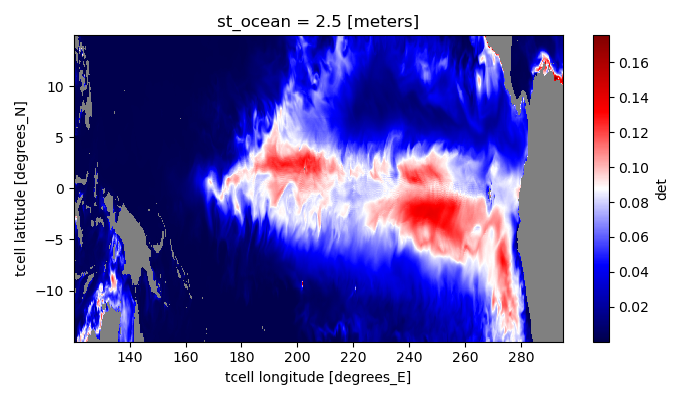 st_ocean = 2.5 [meters]
10
5
0
−5
−10
tcell latitude [degrees_N]
140 160 180 200 220 240 260 280
tcell longitude [degrees_E]
0.16
0.14
0.12
0.10
0.08
0.06
0.04
0.02
det